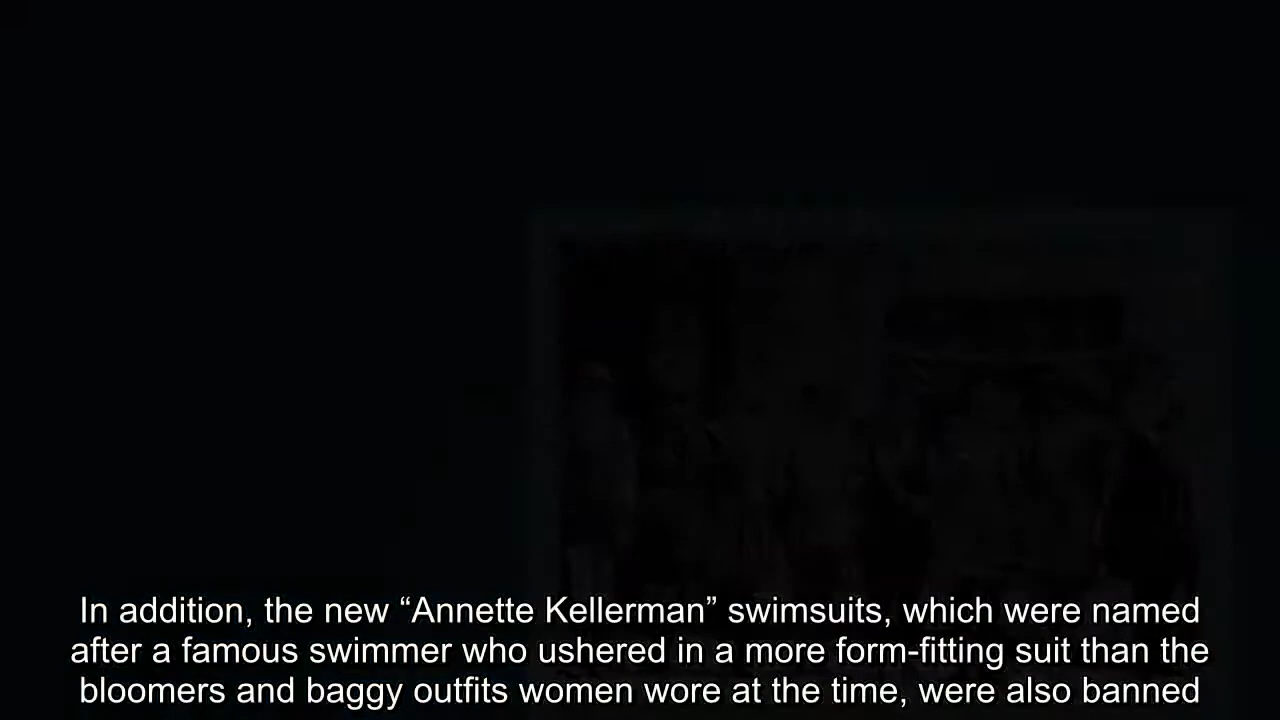 In addition, the new “Annette Kellerman” swimsuits, which were named
after a famous swimmer who ushered in a more form-fitting suit than the
bloomers and baggy outfits women wore at the time, were also banned